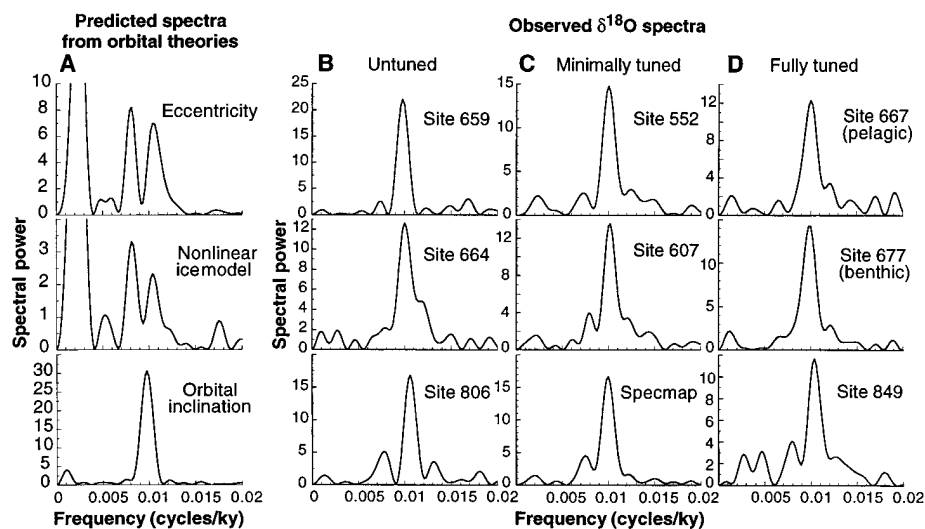 Predicted spectra
from orbital theories
Observed δ¹⁸O spectra
A
B Untuned
C Minimally tuned
D Fully tuned
Spectral power
10
8
6
4
2
0
Eccentricity
3
2
1
0
Nonlinear
ice model
30
25
20
15
10
5
0
Orbital
inclination
0 0.005 0.01 0.015 0.02
Frequency (cycles/ky)
Spectral power
25
20
15
10
5
0
Site 659
12
10
8
6
4
2
0
Site 664
15
10
5
0
Site 806
0 0.005 0.01 0.015 0.02
Frequency (cycles/ky)
15
10
5
0
Site 552
12
8
4
0
Site 607
15
10
5
0
Specmap
0.005 0.01 0.015 0.02
Frequency (cycles/ky)
12
8
4
0
Site 667
(pelagic)
10
5
0
Site 677
(benthic)
10
8
6
4
2
0
Site 849
0.005 0.01 0.015 0.02